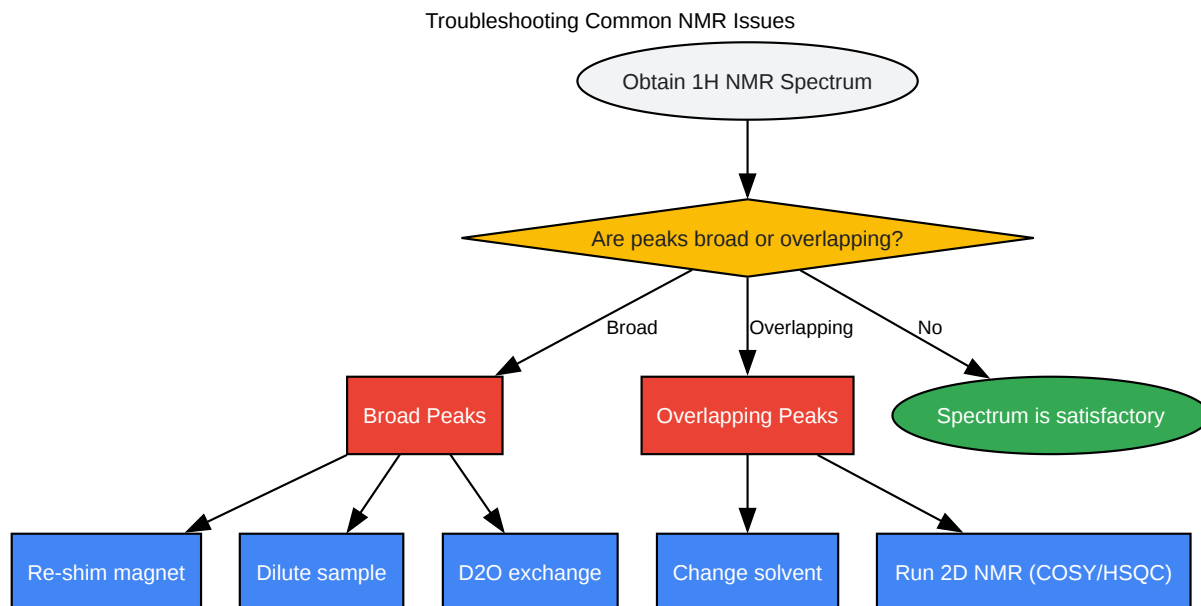 Troubleshooting Common NMR Issues
Obtain 1H NMR Spectrum
Are peaks broad or overlapping?
Broad
Overlapping
No
Broad Peaks
Overlapping Peaks
Spectrum is satisfactory
Re-shim magnet
Dilute sample
D2O exchange
Change solvent
Run 2D NMR (COSY/HSQC)